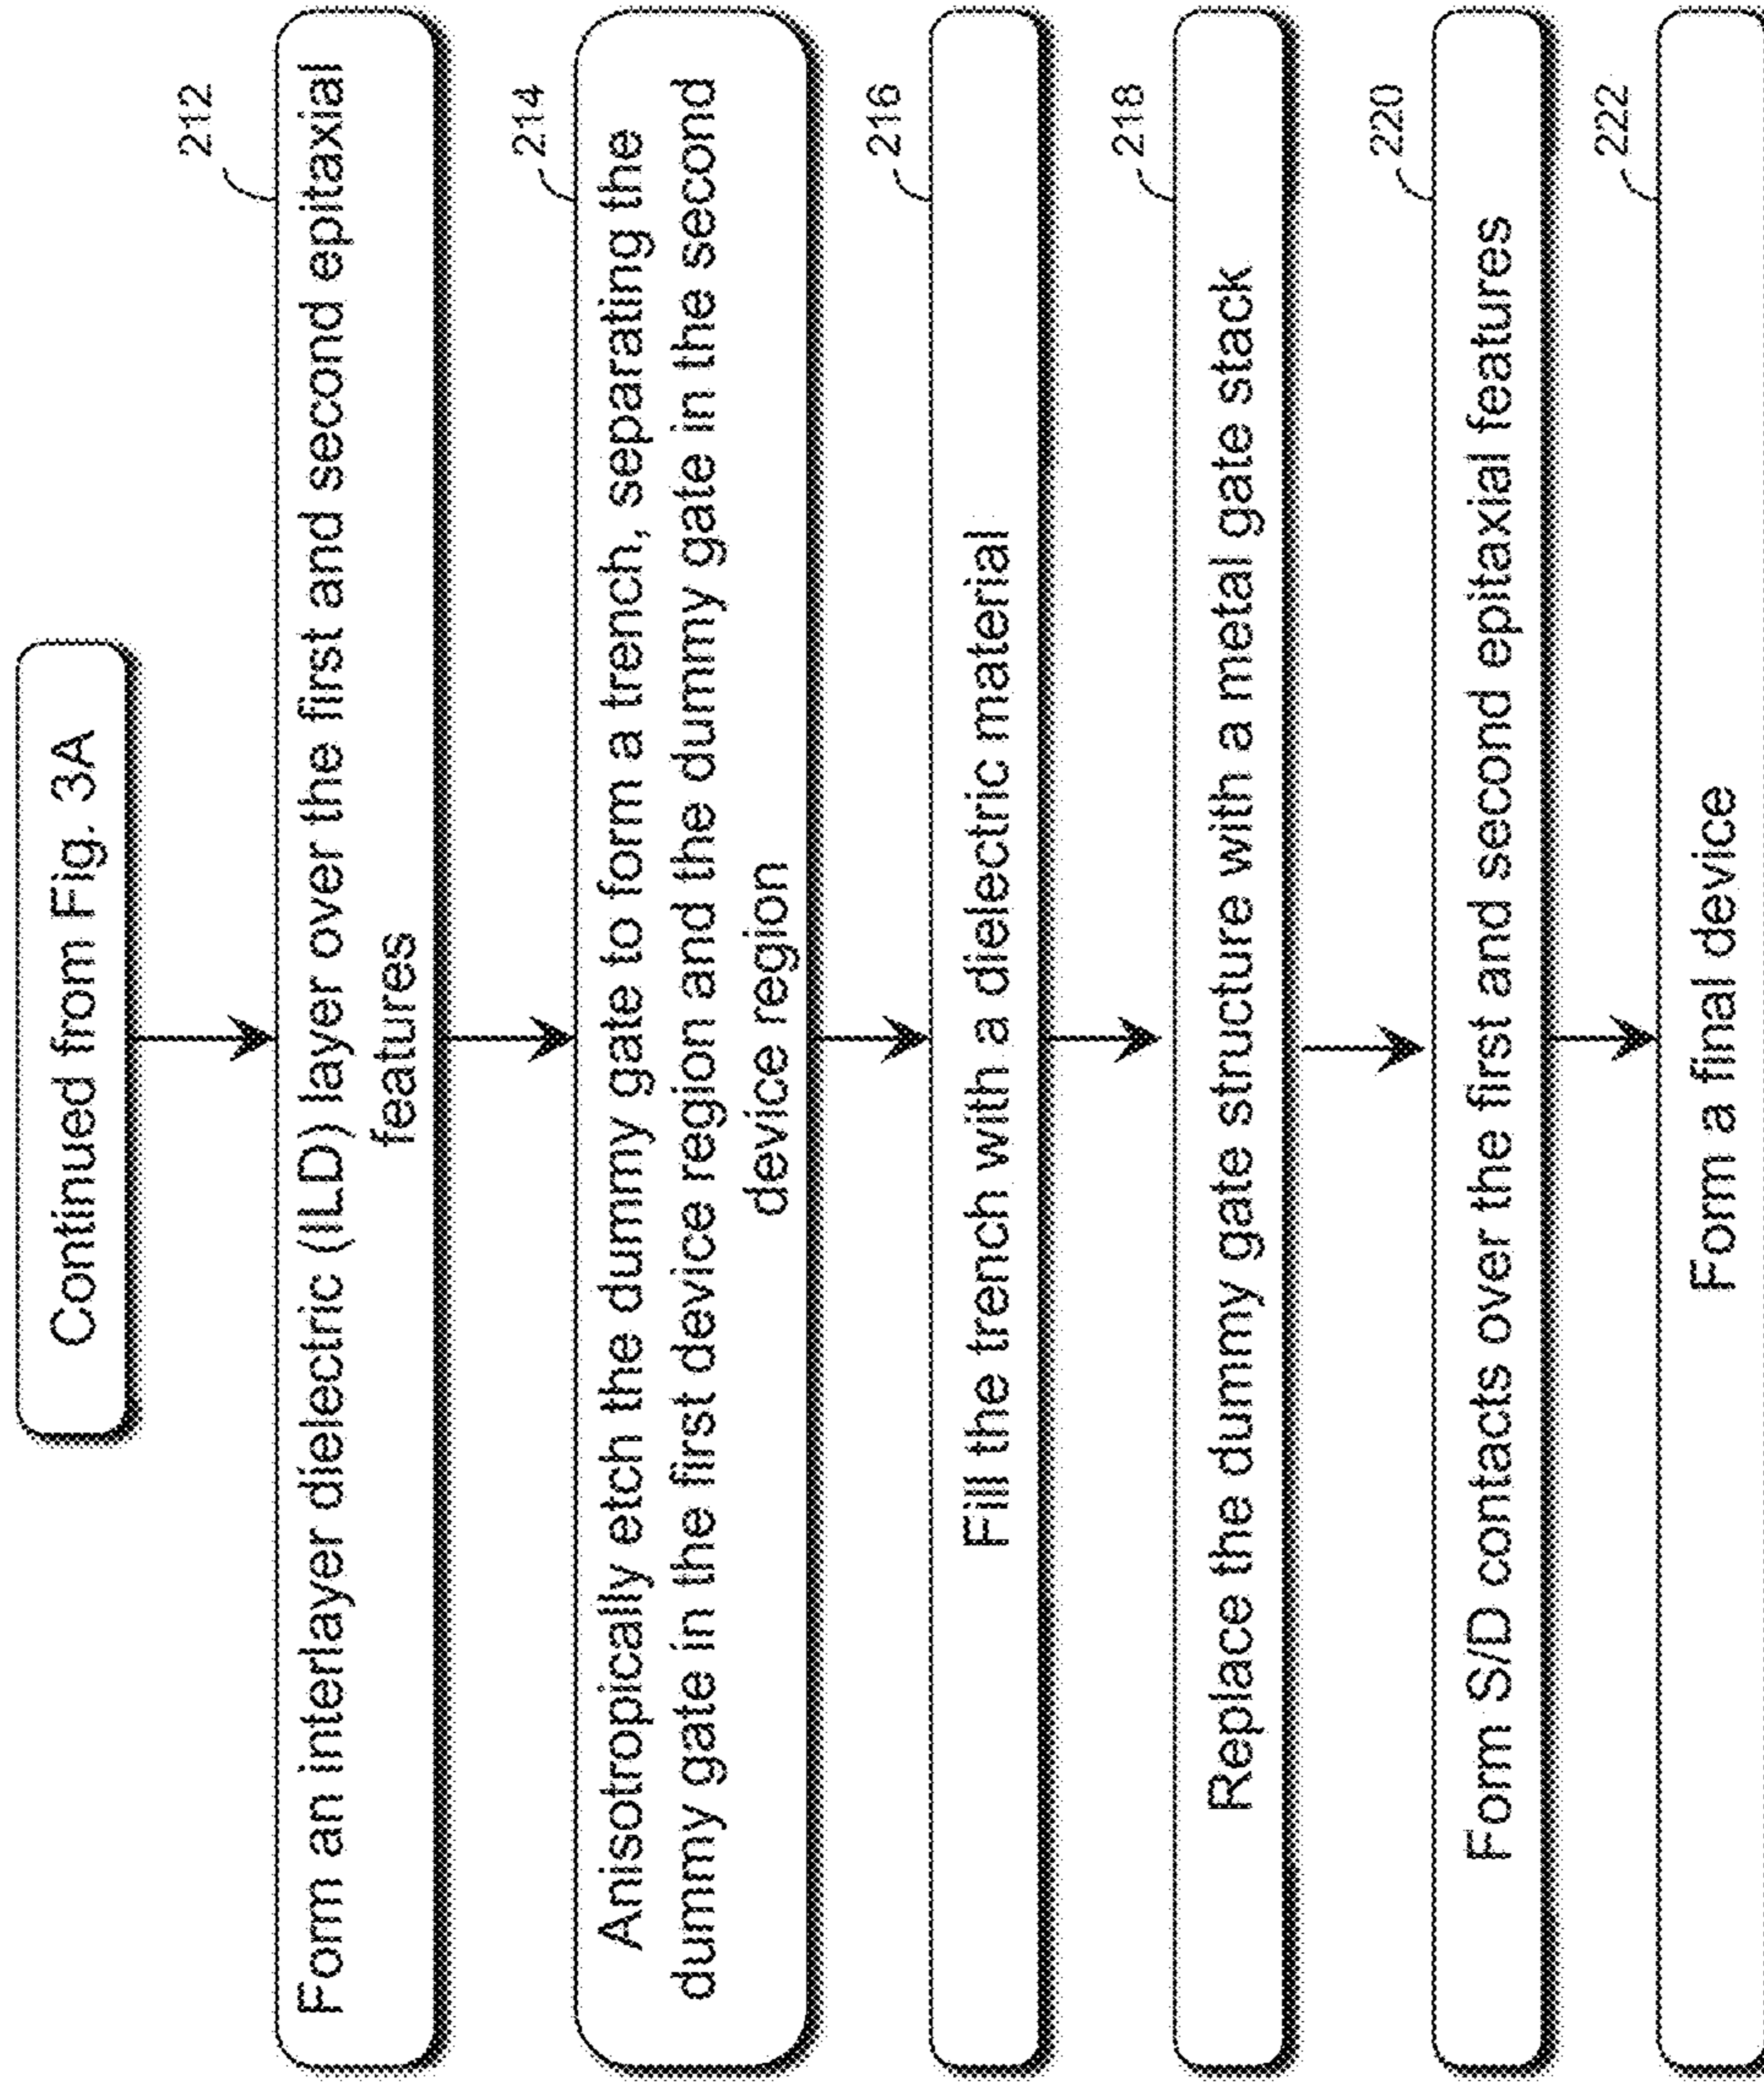 Continued from Fig. 3A
212
Form an interlayer dielectric (ILD) layer over the first and second epitaxial
features
214
Anisotropically etch the dummy gate to form a trench, separating the
dummy gate in the first device region and the dummy gate in the second
device region
216
Fill the trench with a dielectric material
218
Replace the dummy gate structure with a metal gate stack
220
Form S/D contacts over the first and second epitaxial features
222
Form a final device